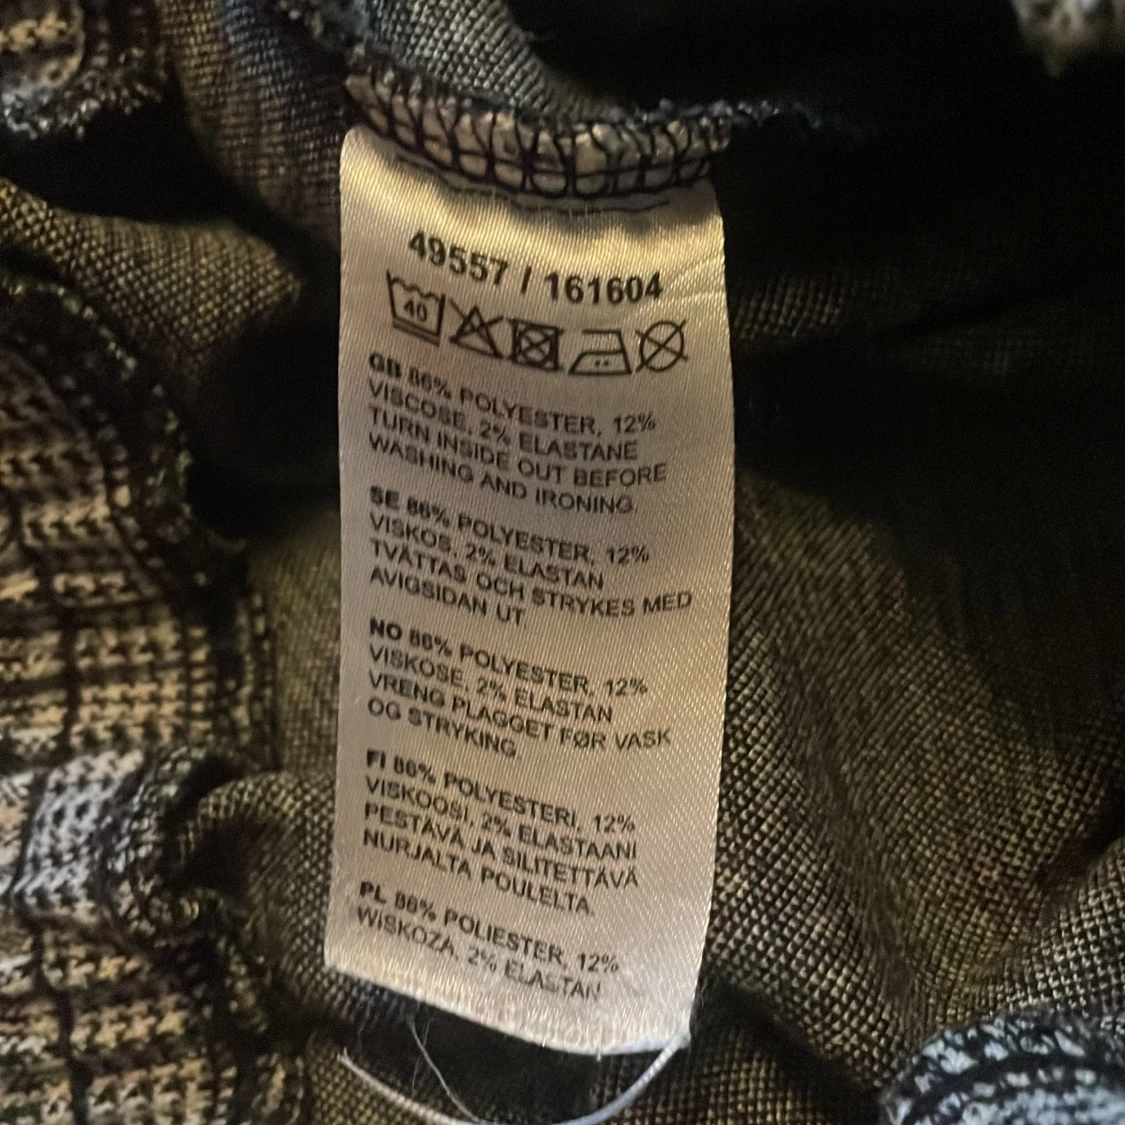 49557 / 161604
40
GB 86% POLYESTER, 12%
VISCOSE, 2% ELASTANE
TURN INSIDE OUT BEFORE
WASHING AND IRONING.
SE 86% POLYESTER, 12%
VISKOS, 2% ELASTAN
TVÄTTAS OCH STRYKES MED
AVIGSIDAN UT
NO 86% POLYESTER, 12%
VISKOSE, 2% ELASTAN
VRENG PLAGGET FØR VASK
OG STRYKING.
FI 86% POLYESTERI, 12%
VISKOOSI, 2% ELASTAANI
PESTÄVÄ JA SILITETTÄVÄ
NURJALTA POULELTA.
PL 86% POLIESTER, 12%
WISKOZA, 2% ELASTAN